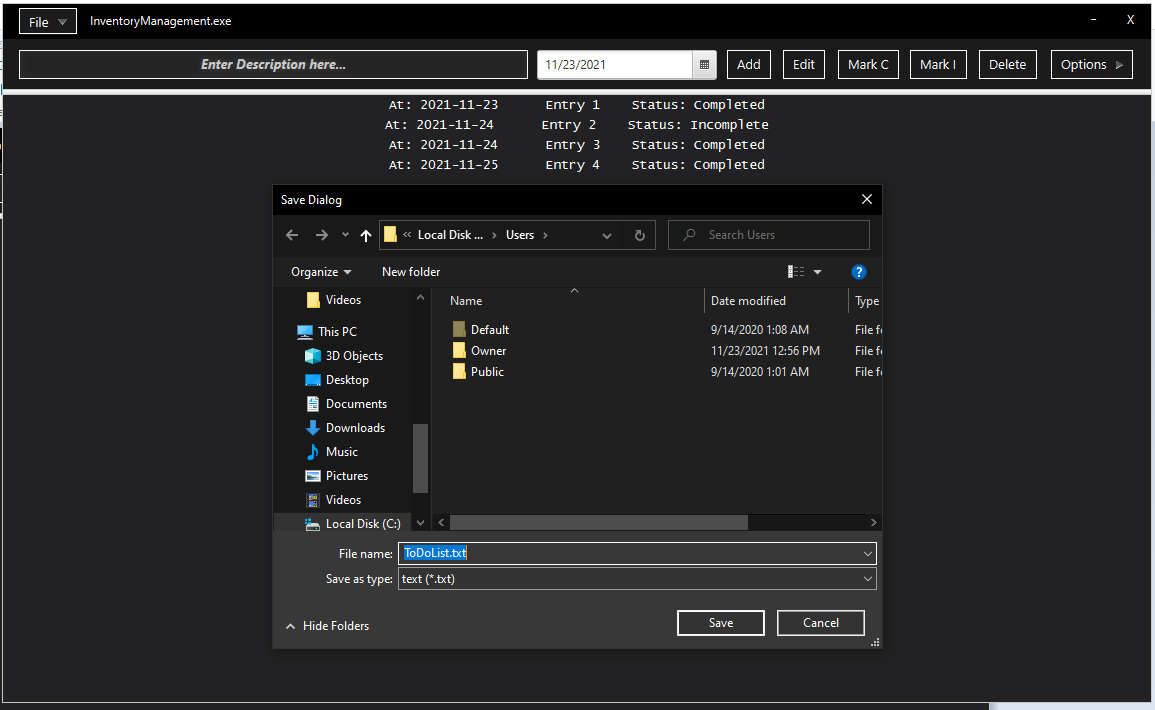 File InventoryManagement.exe - X
Enter Description here... 11/23/2021 Add Edit Mark C Mark I Delete Options
At: 2021-11-23 Entry 1 Status: Completed
At: 2021-11-24 Entry 2 Status: Incomplete
At: 2021-11-24 Entry 3 Status: Completed
At: 2021-11-25 Entry 4 Status: Completed
Save Dialog
« Local Disk ... › Users › Search Users
Organize New folder ?
Name Date modified Type
Videos
This PC
3D Objects
Desktop
Documents
Downloads
Music
Pictures
Videos
Local Disk (C:)
Default 9/14/2020 1:08 AM File f
Owner 11/23/2021 12:56 PM File f
Public 9/14/2020 1:01 AM File f
File name: ToDoList.txt
Save as type: text (*.txt)
Hide Folders Save Cancel